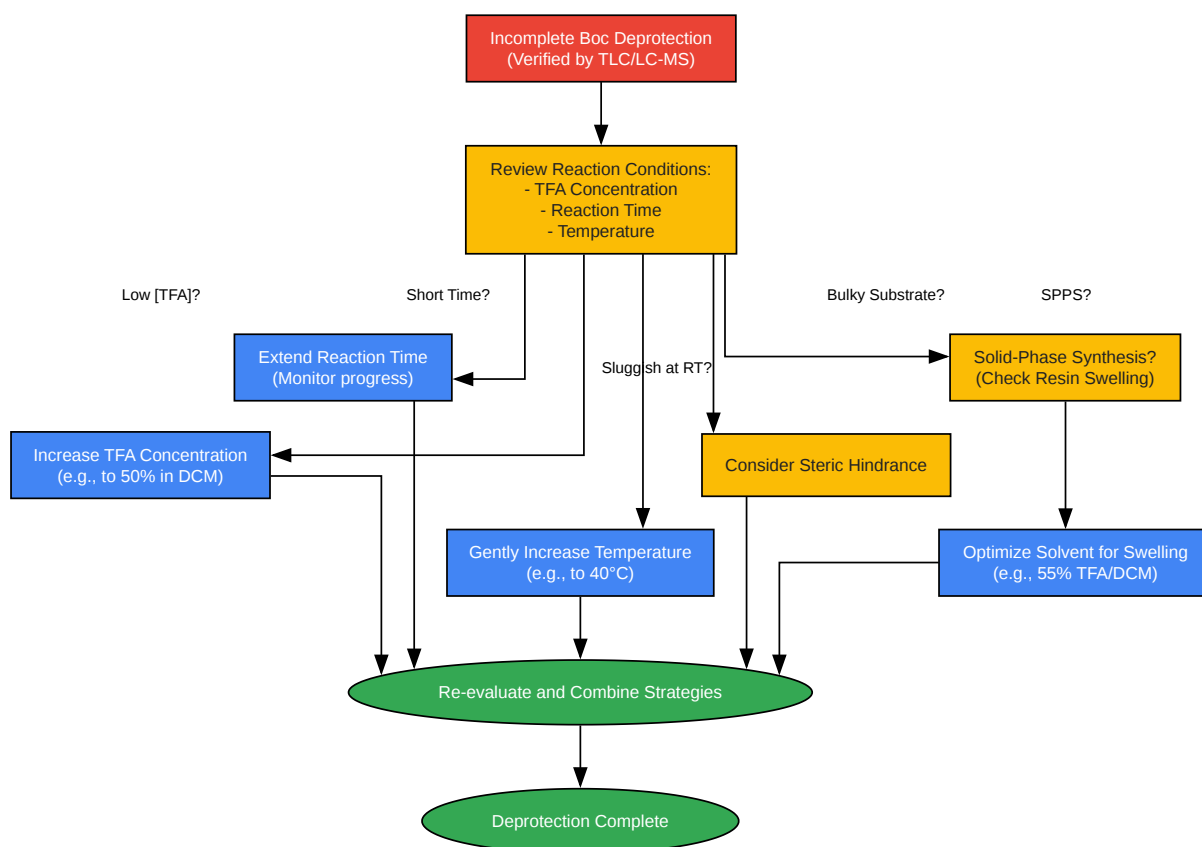 Incomplete Boc Deprotection
(Verified by TLC/LC-MS)
Review Reaction Conditions:
- TFA Concentration
- Reaction Time
- Temperature
Low [TFA]?
Short Time?
Bulky Substrate?
SPPS?
Extend Reaction Time
(Monitor progress)
Sluggish at RT?
Solid-Phase Synthesis?
(Check Resin Swelling)
Increase TFA Concentration
(e.g., to 50% in DCM)
Consider Steric Hindrance
Gently Increase Temperature
(e.g., to 40°C)
Optimize Solvent for Swelling
(e.g., 55% TFA/DCM)
Re-evaluate and Combine Strategies
Deprotection Complete